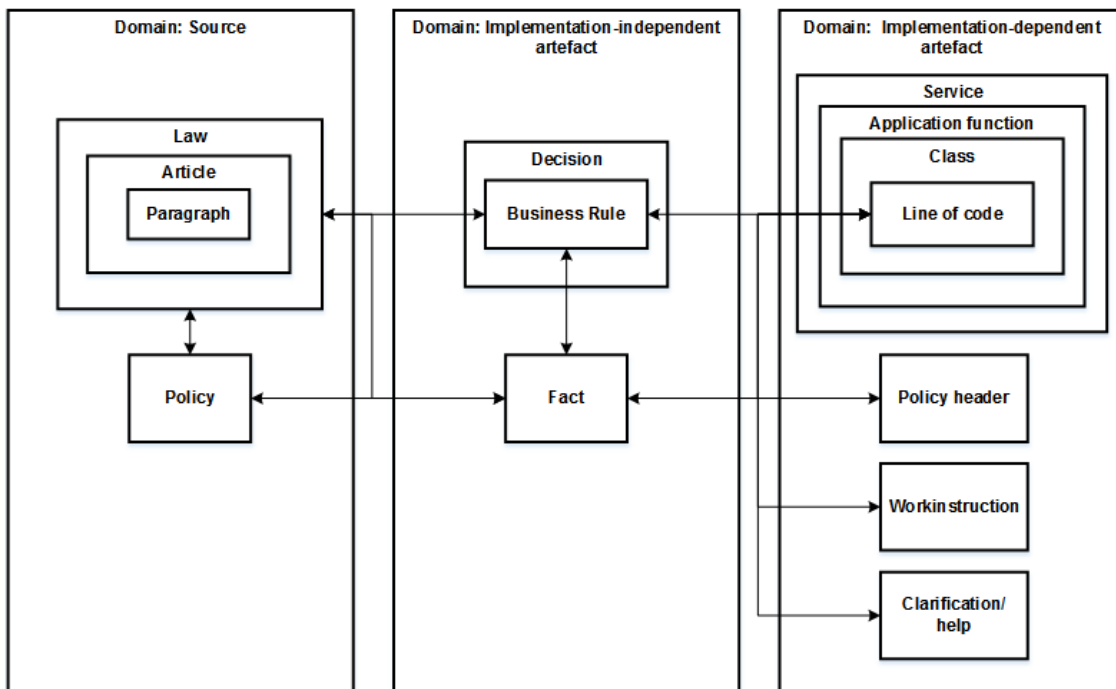 Domain: Source
Law
Article
Paragraph
Policy
Domain: Implementation-independent
artefact
Decision
Business Rule
Fact
Domain: Implementation-dependent
artefact
Service
Application function
Class
Line of code
Policy header
Workinstruction
Clarification/
help